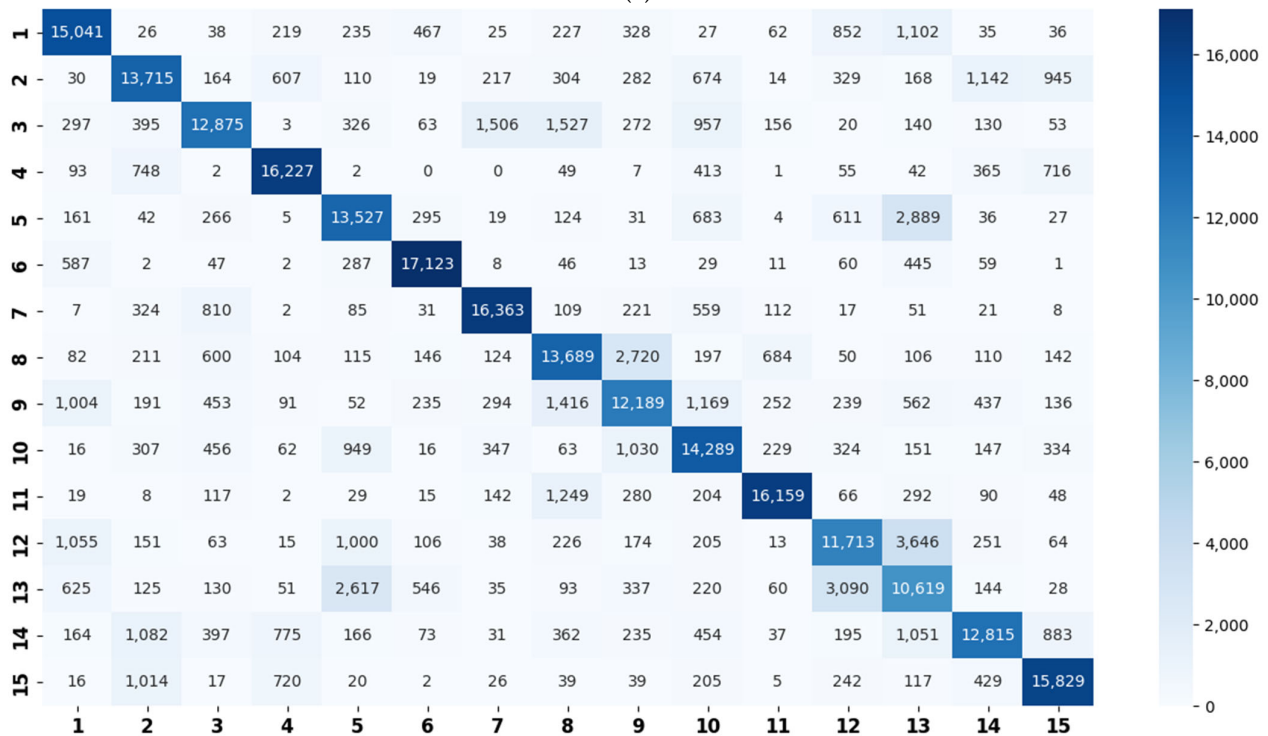 1 15,041 26 38 219 235 467 25 227 328 27 62 852 1,102 35 36
2 30 13,715 164 607 110 19 217 304 282 674 14 329 168 1,142 945
3 297 395 12,875 3 326 63 1,506 1,527 272 957 156 20 140 130 53
4 93 748 2 16,227 2 0 0 49 7 413 1 55 42 365 716
5 161 42 266 5 13,527 295 19 124 31 683 4 611 2,889 36 27
6 587 2 47 2 287 17,123 8 46 13 29 11 60 445 59 1
7 7 324 810 2 85 31 16,363 109 221 559 112 17 51 21 8
8 82 211 600 104 115 146 124 13,689 2,720 197 684 50 106 110 142
9 1,004 191 453 91 52 235 294 1,416 12,189 1,169 252 239 562 437 136
10 16 307 456 62 949 16 347 63 1,030 14,289 229 324 151 147 334
11 19 8 117 2 29 15 142 1,249 280 204 16,159 66 292 90 48
12 1,055 151 63 15 1,000 106 38 226 174 205 13 11,713 3,646 251 64
13 625 125 130 51 2,617 546 35 93 337 220 60 3,090 10,619 144 28
14 164 1,082 397 775 166 73 31 362 235 454 37 195 1,051 12,815 883
15 16 1,014 17 720 20 2 26 39 39 205 5 242 117 429 15,829
1 2 3 4 5 6 7 8 9 10 11 12 13 14 15
16,000
14,000
12,000
10,000
8,000
6,000
4,000
2,000
0